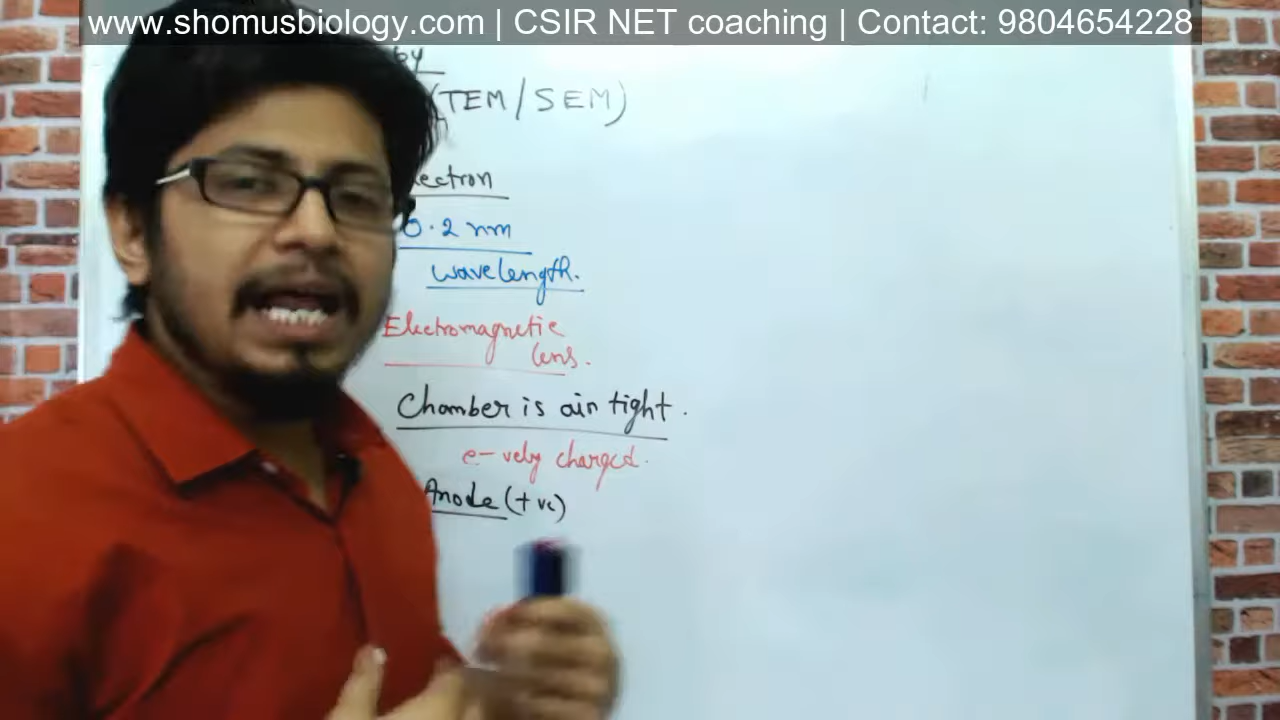 www.shomusbiology.com | CSIR NET coaching | Contact: 9804654228
(TEM/SEM)
ectron
0.2 nm
wavelength.
Electromagnetic
lens.
Chamber is air tight.
e- vely charged.
Anode (+ve)